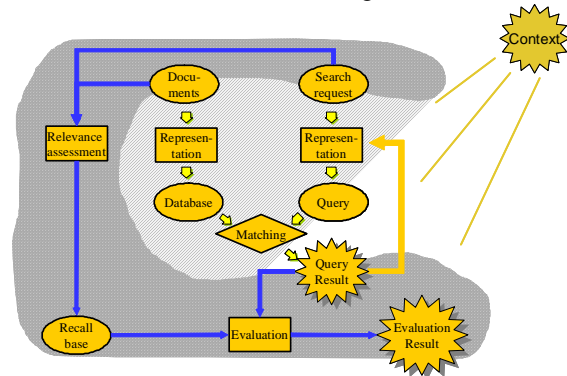 Context
Docu-
ments
Search
request
Relevance
assessment
Represen-
tation
Represen-
tation
Database
Query
Matching
Query
Result
Recall
base
Evaluation
Evaluation
Result